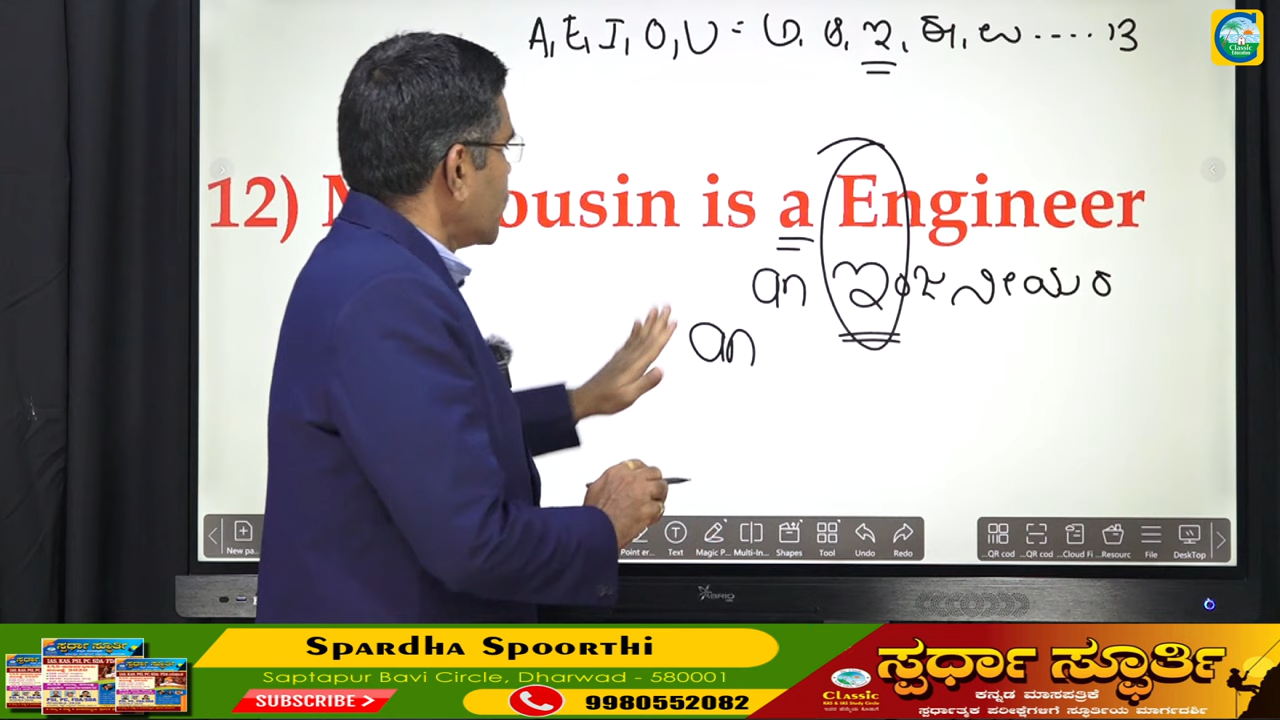 A, E, I, O, U = ಅ, ಆ, ಇ, ಈ, ಉ .... 13
Classic
Education
12) M ousin is a Engineer
an ಇಂಜನೀಯರ
an
New pa...
Point er... Text Magic P... Multi-In... Shapes Tool Undo Redo
...QR cod ...QR cod ...Cloud Fi ...Resourc File DeskTop
Spardha Spoorthi
Saptapur Bavi Circle, Dharwad - 580001
SUBSCRIBE
9980552082
Classic
ಸ್ಪರ್ಧಾ ಸ್ಫೂರ್ತಿ
ಕನ್ನಡ ಮಾಸಪತ್ರಿಕೆ
ಸ್ಪರ್ಧಾತ್ಮಕ ಪರೀಕ್ಷೆಗಳಿಗೆ ಸ್ಫೂರ್ತಿಯ ಮಾರ್ಗದರ್ಶಿ